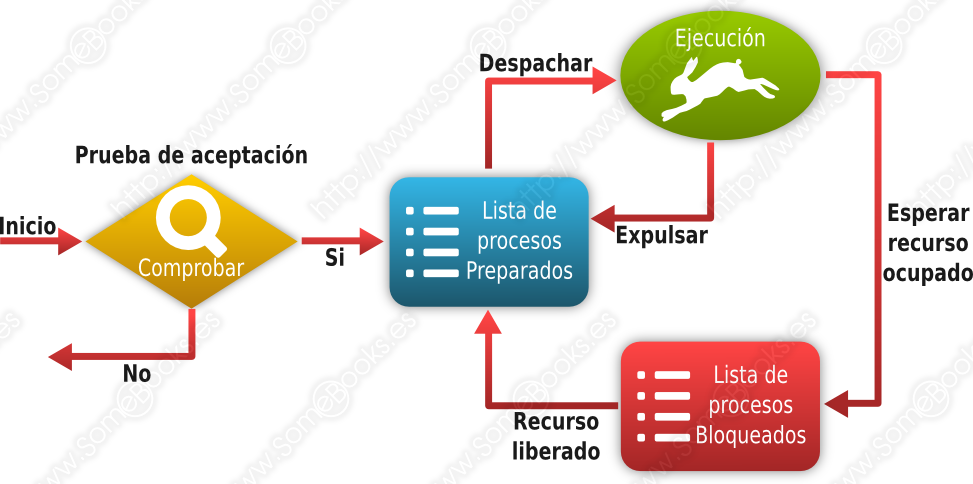 Ejecución
Despachar
Prueba de aceptación
Inicio
Comprobar
Si
No
Lista de
procesos
Preparados
Expulsar
Esperar
recurso
ocupado
Lista de
procesos
Bloqueados
Recurso
liberado
http://www.SomEBooks.es